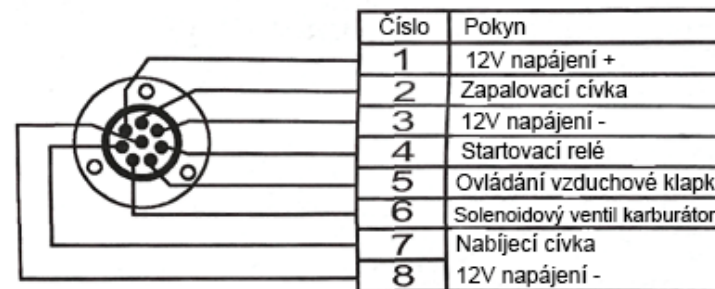 Číslo Pokyn
1 12V napájení +
2 Zapalovací cívka
3 12V napájení -
4 Startovací relé
5 Ovládání vzduchové klapk
6 Solenoidový ventil karburátor
7 Nabíjecí cívka
8 12V napájení -